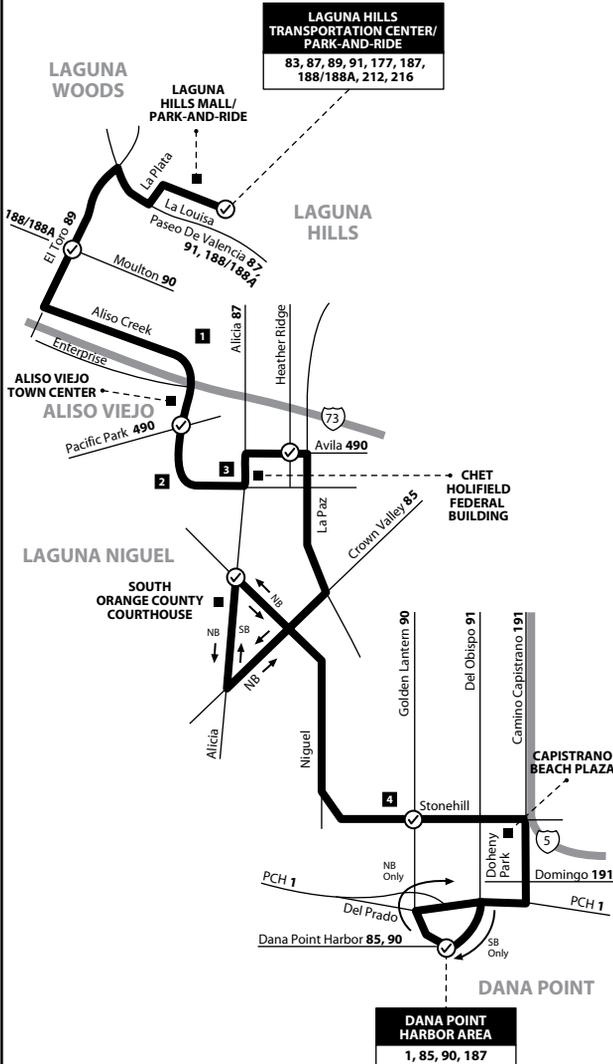 LAGUNA HILLS
TRANSPORTATION CENTER/
PARK-AND-RIDE
83, 87, 89, 91, 177, 187,
188/188A, 212, 216
LAGUNA
WOODS
LAGUNA
HILLS MALL/
PARK-AND-RIDE
La Plata
La Louisa
Paseo De Valencia 87,
91, 188/188A
LAGUNA
HILLS
188/188A
El Toro 89
Moulton 90
Aliso Creek
1
Alicia 87
Heather Ridge
Enterprise
73
ALISO VIEJO
TOWN CENTER
ALISO VIEJO
Pacific Park 490
Avila 490
2
3
CHET
HOLIFIELD
FEDERAL
BUILDING
La Paz
Crown Valley 85
LAGUNA NIGUEL
SOUTH
ORANGE COUNTY
COURTHOUSE
NB
NB
SB
NB
Alicia
Niguel
Golden Lantern 90
Del Obispo 91
Camino Capistrano 191
CAPISTRANO
BEACH PLAZA
4
Stonehill
5
Doheny
Park
NB
Only
Domingo 191
PCH 1
Del Prado
PCH 1
Dana Point Harbor 85, 90
SB
Only
DANA POINT
DANA POINT
HARBOR AREA
1, 85, 90, 187